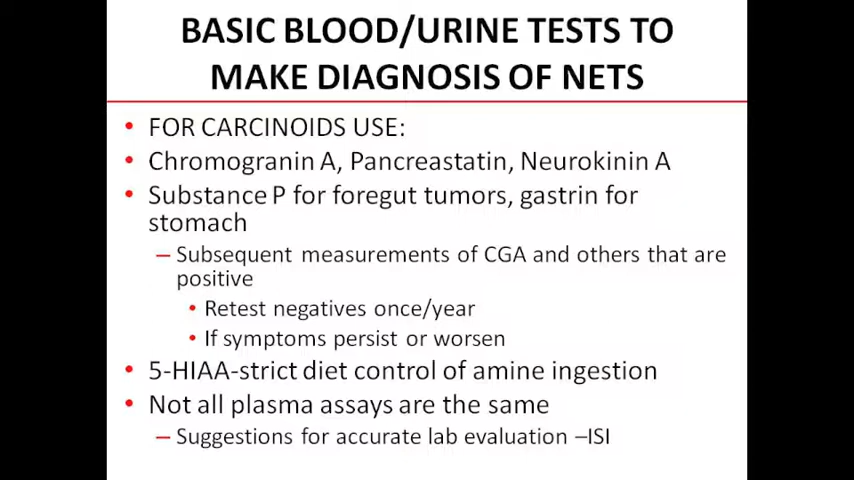 BASIC BLOOD/URINE TESTS TO
MAKE DIAGNOSIS OF NETS
• FOR CARCINOIDS USE:
• Chromogranin A, Pancreastatin, Neurokinin A
• Substance P for foregut tumors, gastrin for
stomach
– Subsequent measurements of CGA and others that are
positive
• Retest negatives once/year
• If symptoms persist or worsen
• 5-HIAA-strict diet control of amine ingestion
• Not all plasma assays are the same
– Suggestions for accurate lab evaluation –ISI